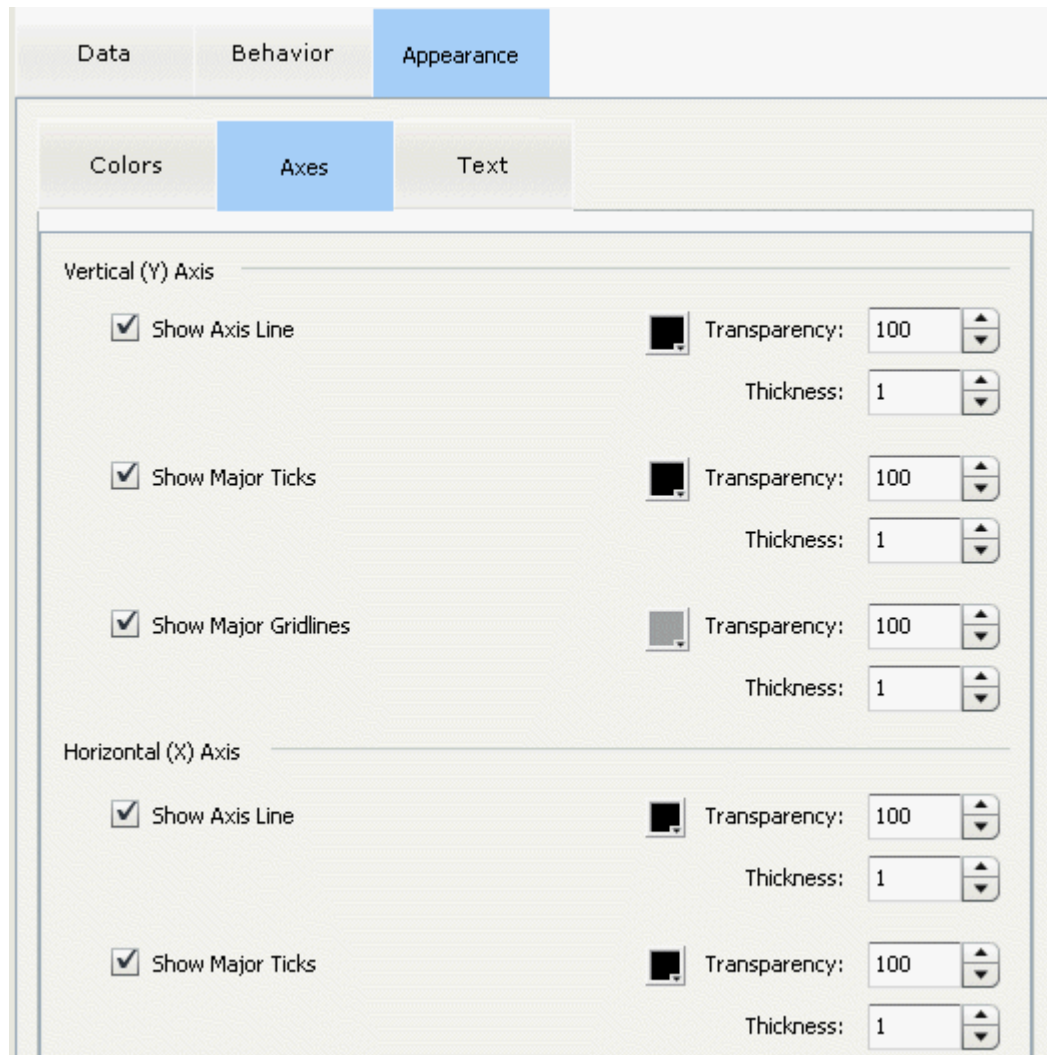 Data Behavior Appearance
Colors Axes Text
Vertical (Y) Axis
Show Axis Line Transparency: 100
Thickness: 1
Show Major Ticks Transparency: 100
Thickness: 1
Show Major Gridlines Transparency: 100
Thickness: 1
Horizontal (X) Axis
Show Axis Line Transparency: 100
Thickness: 1
Show Major Ticks Transparency: 100
Thickness: 1